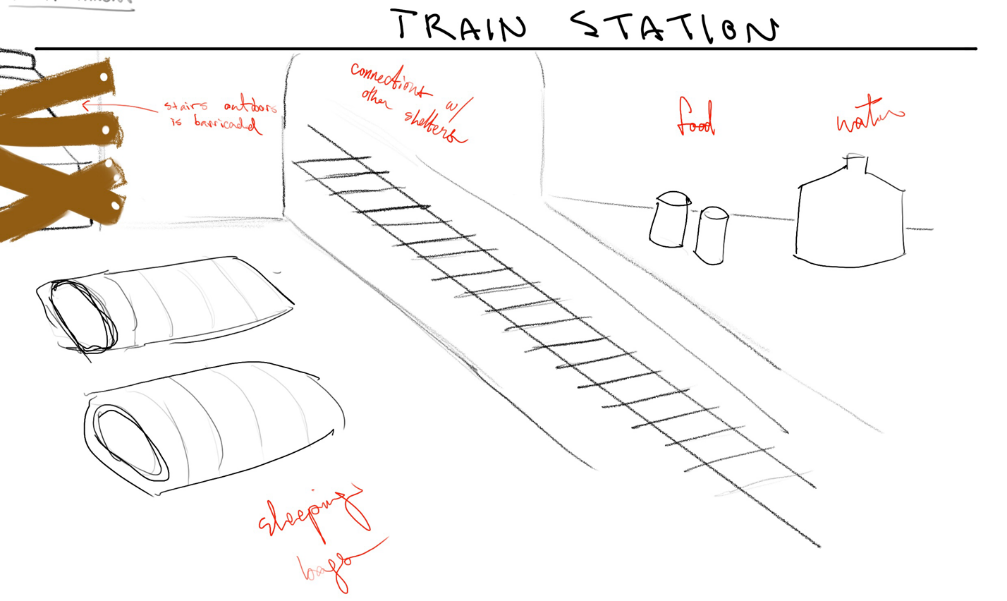 TRAIN STATION
stairs outdoors
is barricaded
connections w/
other shelters
food
water
sleeping
bags